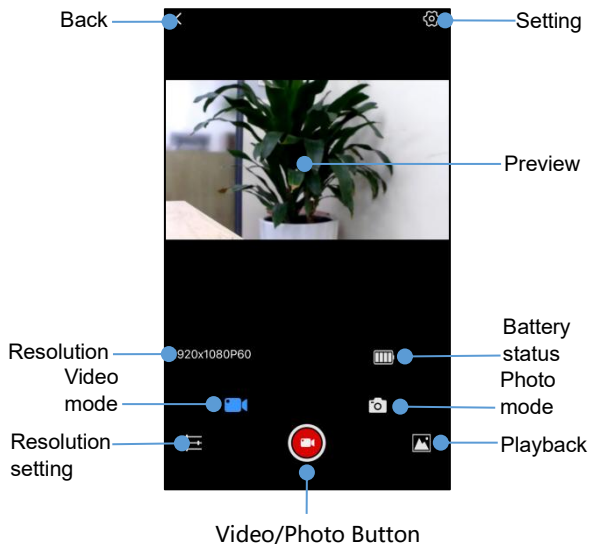 Back
Setting
Preview
Resolution
920x1080P60
Battery
status
Video
mode
Photo
mode
Resolution
setting
Playback
Video/Photo Button